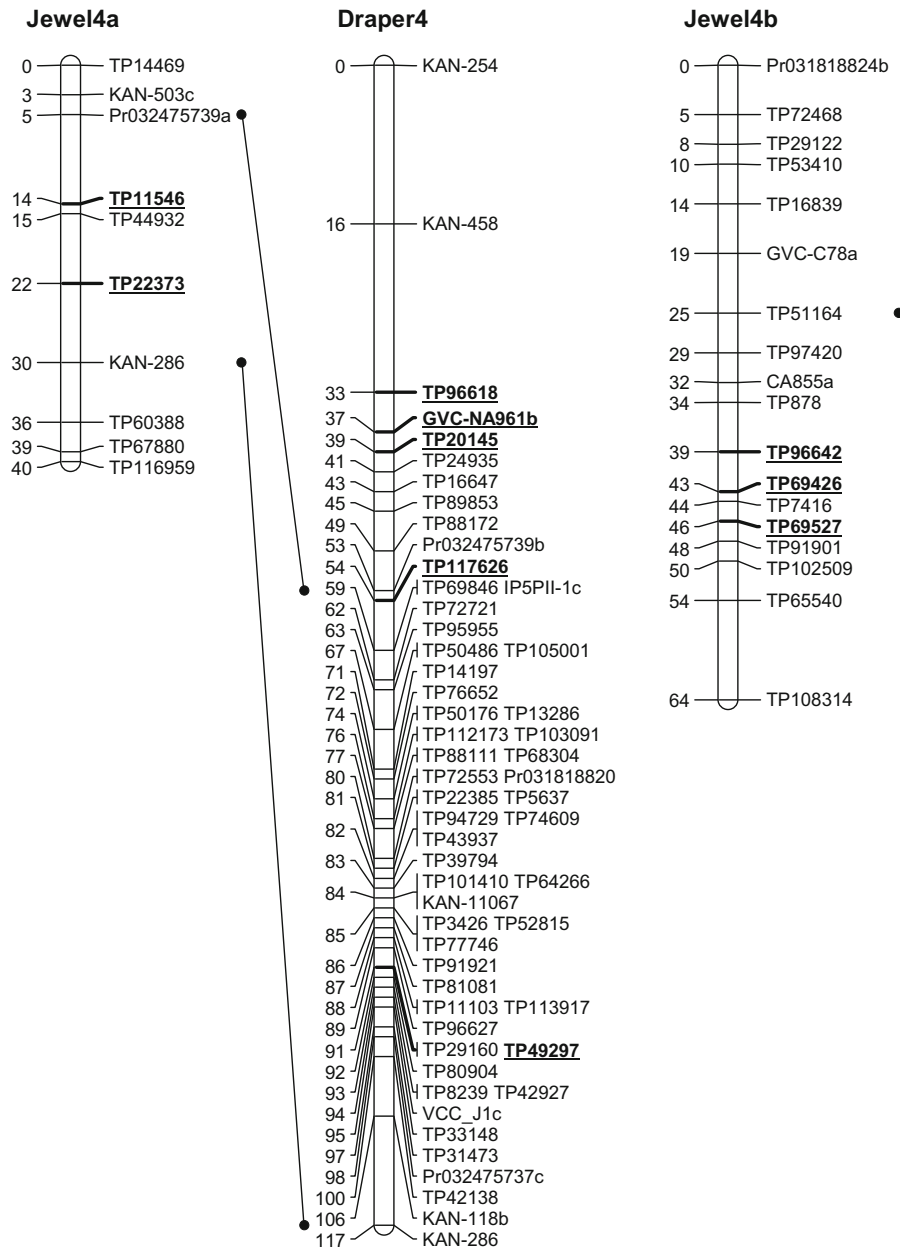 Jewel4a
0 TP14469
3 KAN-503c
5 Pr032475739a
14 TP11546
15 TP44932
22 TP22373
30 KAN-286
36 TP60388
39 TP67880
40 TP116959
Draper4
0 KAN-254
16 KAN-458
33 TP96618
37 GVC-NA961b
39 TP20145
41 TP24935
43 TP16647
45 TP89853
49 TP88172
53 Pr032475739b
54 TP117626
59 TP69846 IP5PII-1c
62 TP72721
63 TP95955
67 TP50486 TP105001
71 TP14197
72 TP76652
74 TP50176 TP13286
76 TP112173 TP103091
77 TP88111 TP68304
80 TP72553 Pr031818820
81 TP22385 TP5637
82 TP94729 TP74609
TP43937
83 TP39794
84 TP101410 TP64266
KAN-11067
85 TP3426 TP52815
TP77746
86 TP91921
87 TP81081
88 TP11103 TP113917
89 TP96627
91 TP29160 TP49297
92 TP80904
93 TP8239 TP42927
94 VCC_J1c
95 TP33148
97 TP31473
98 Pr032475737c
100 TP42138
106 KAN-118b
117 KAN-286
Jewel4b
0 Pr031818824b
5 TP72468
8 TP29122
10 TP53410
14 TP16839
19 GVC-C78a
25 TP51164
29 TP97420
32 CA855a
34 TP878
39 TP96642
43 TP69426
44 TP7416
46 TP69527
48 TP91901
50 TP102509
54 TP65540
64 TP108314